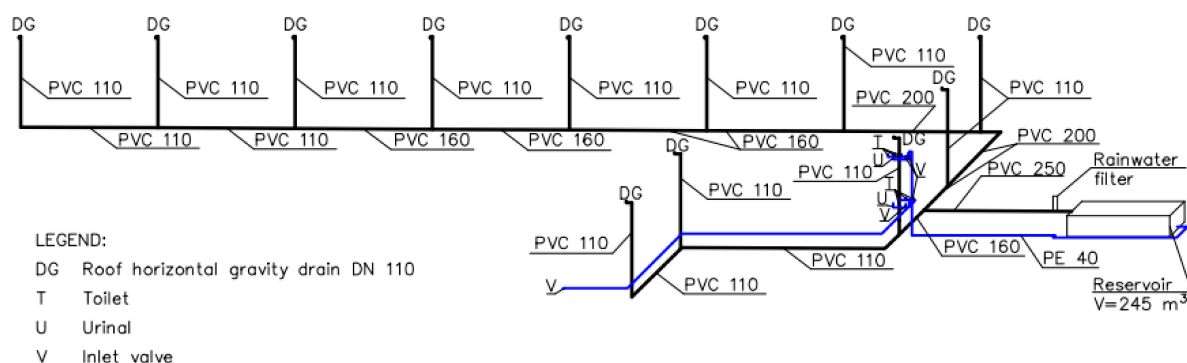 DG DG DG DG DG DG DG DG
PVC 110
DG
PVC 110 PVC 110 PVC 110 PVC 110 PVC 110 PVC 110 PVC 110
PVC 200
PVC 110 PVC 110 PVC 160 PVC 160 PVC 160 T DG PVC 200
DG U V PVC 250 Rainwater
filter
PVC 110
T
DG PVC 110 U
V
PVC 110
LEGEND:
PVC 160
DG Roof horizontal gravity drain DN 110
PVC 110 PE 40
V PVC 110 Reservoir
V=245 m³
T Toilet
U Urinal
V Inlet valve